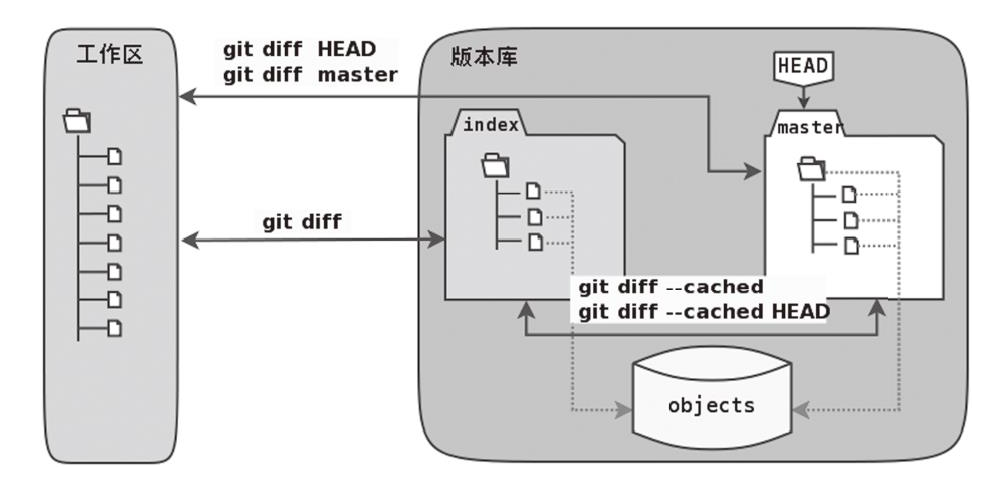 工作区
git diff HEAD
git diff master
版本库
HEAD
index
master
git diff
git diff --cached
git diff --cached HEAD
objects